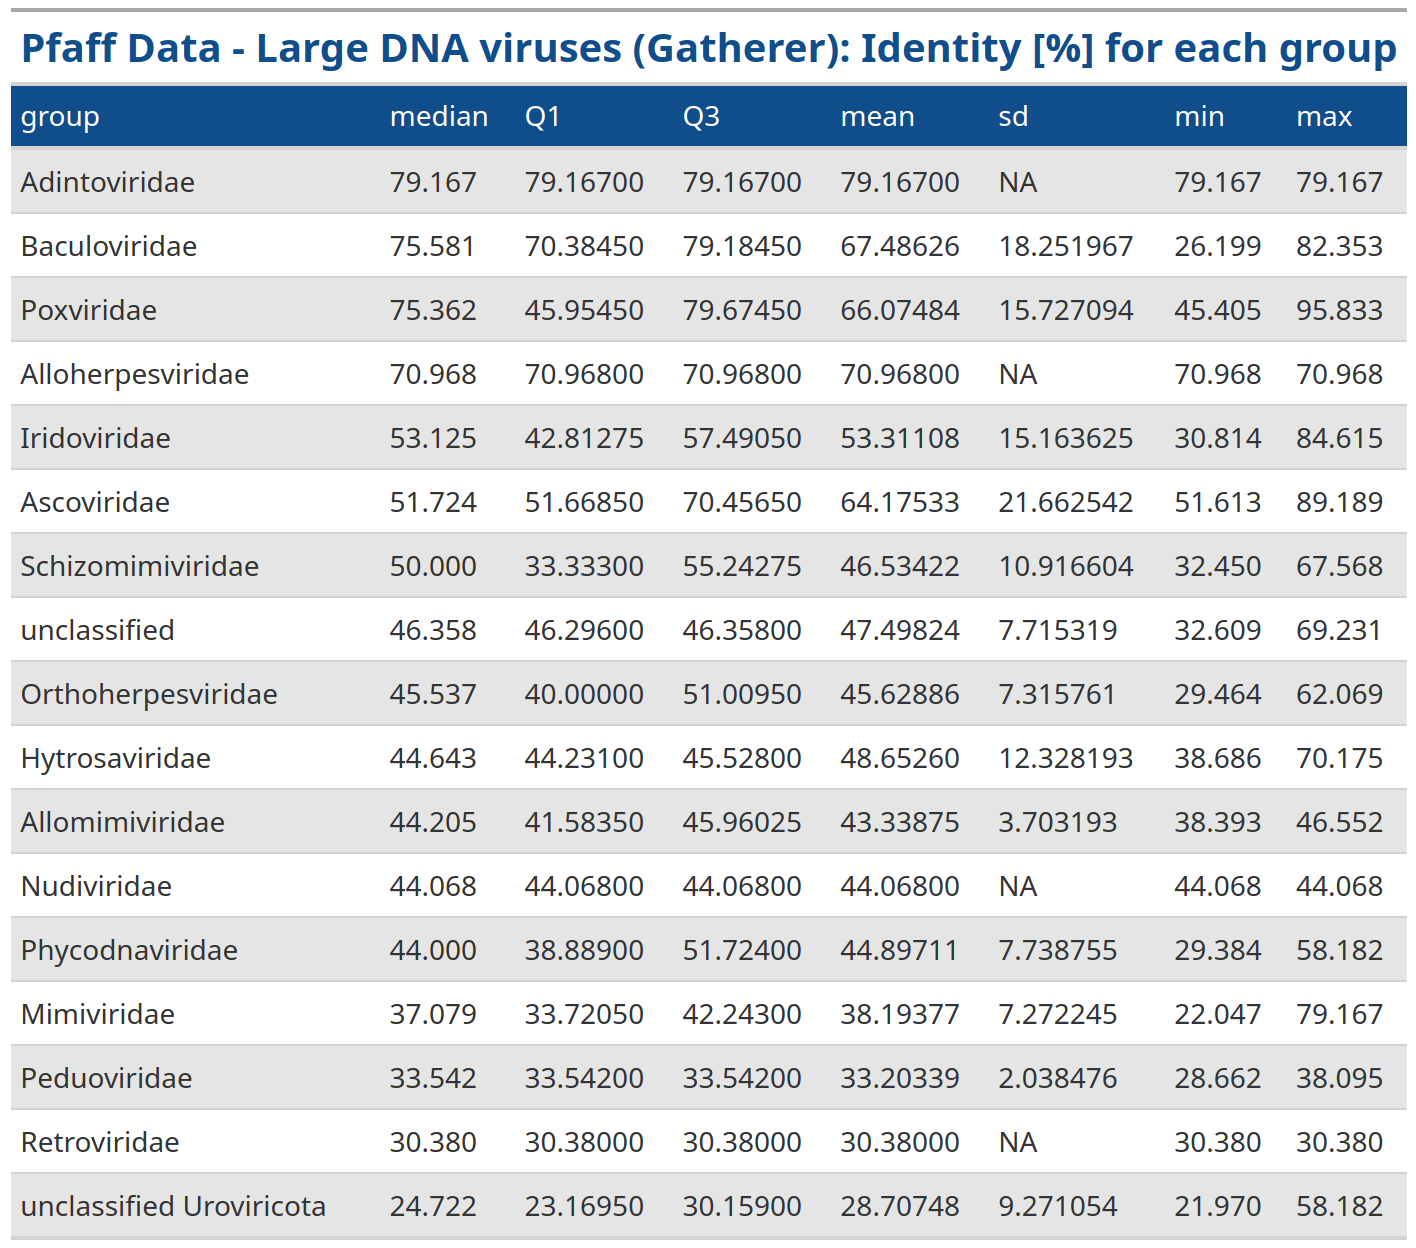 Pfaff Data - Large DNA viruses (Gatherer): Identity [%] for each group
group median Q1 Q3 mean sd min max
Adintoviridae 79.167 79.16700 79.16700 79.16700 NA 79.167 79.167
Baculoviridae 75.581 70.38450 79.18450 67.48626 18.251967 26.199 82.353
Poxviridae 75.362 45.95450 79.67450 66.07484 15.727094 45.405 95.833
Alloherpesviridae 70.968 70.96800 70.96800 70.96800 NA 70.968 70.968
Iridoviridae 53.125 42.81275 57.49050 53.31108 15.163625 30.814 84.615
Ascoviridae 51.724 51.66850 70.45650 64.17533 21.662542 51.613 89.189
Schizomimiviridae 50.000 33.33300 55.24275 46.53422 10.916604 32.450 67.568
unclassified 46.358 46.29600 46.35800 47.49824 7.715319 32.609 69.231
Orthoherpesviridae 45.537 40.00000 51.00950 45.62886 7.315761 29.464 62.069
Hytrosaviridae 44.643 44.23100 45.52800 48.65260 12.328193 38.686 70.175
Allomimiviridae 44.205 41.58350 45.96025 43.33875 3.703193 38.393 46.552
Nudiviridae 44.068 44.06800 44.06800 44.06800 NA 44.068 44.068
Phycodnaviridae 44.000 38.88900 51.72400 44.89711 7.738755 29.384 58.182
Mimiviridae 37.079 33.72050 42.24300 38.19377 7.272245 22.047 79.167
Peduoviridae 33.542 33.54200 33.54200 33.20339 2.038476 28.662 38.095
Retroviridae 30.380 30.38000 30.38000 30.38000 NA 30.380 30.380
unclassified Uroviricota 24.722 23.16950 30.15900 28.70748 9.271054 21.970 58.182